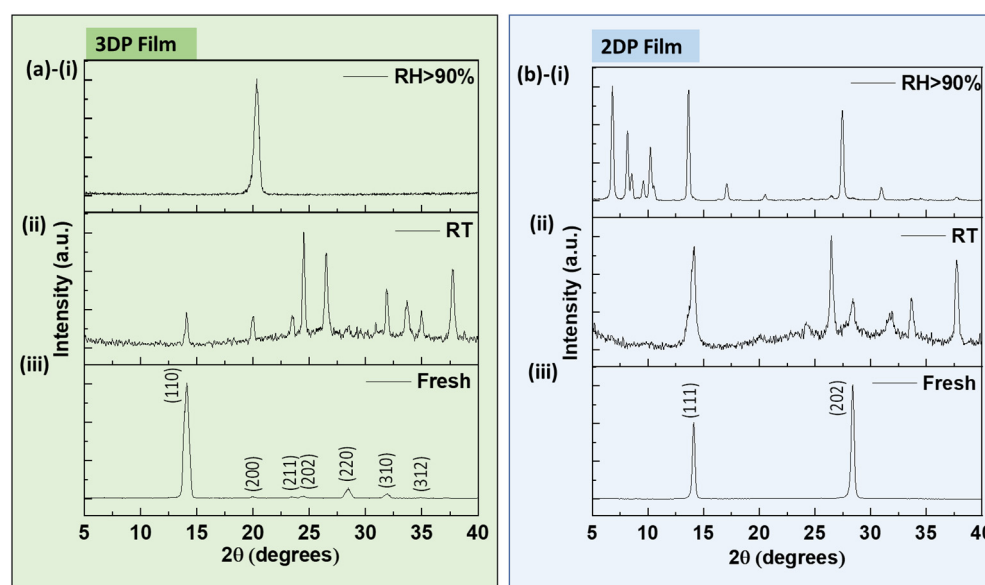 3DP Film
(a)-(i)
RH>90%
(ii)
RT
Intensity (a.u.)
(iii)
Fresh
(110)
(200)
(211)
(202)
(220)
(310)
(312)
5 10 15 20 25 30 35 40
2θ (degrees)
2DP Film
(b)-(i)
RH>90%
(ii)
RT
Intensity (a.u.)
(iii)
Fresh
(111)
(202)
5 10 15 20 25 30 35 40
2θ (degrees)